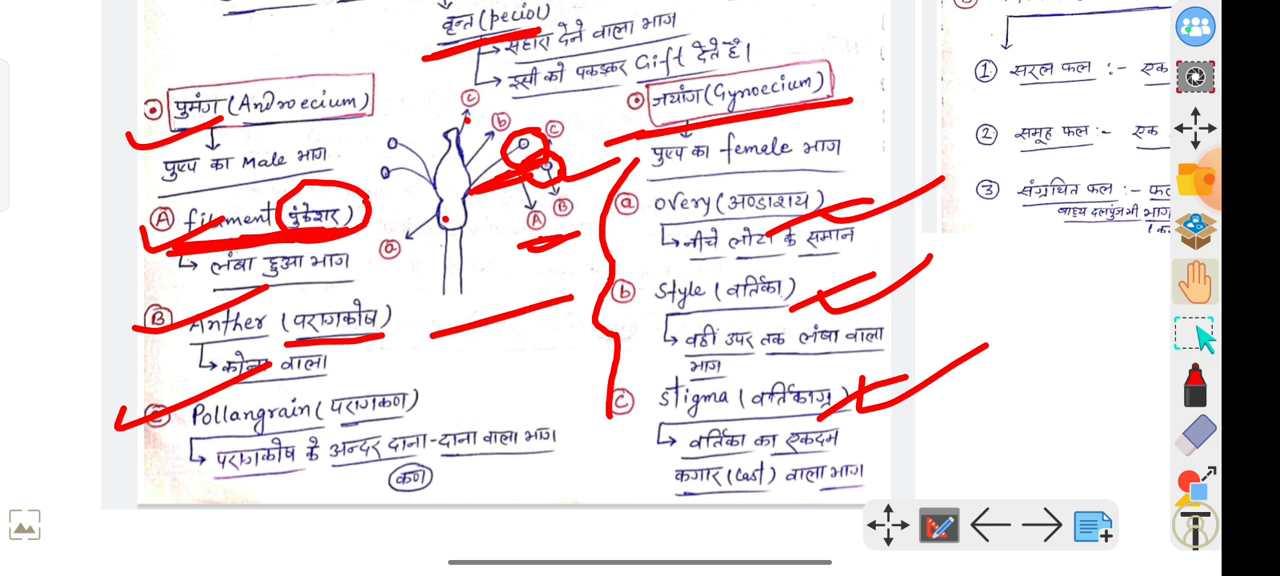 वृन्त (peciol)
→ सहारा देने वाला भाग
→ इसी को पकड़कर Gift देते है।
पुमंग (Androecium)
पुष्प का Male भाग
Ⓐ filament (पुंकेशर)
→ लंबा हुआ भाग
Ⓑ Anther (परागकोष)
→ वाला
Pollangrain (परागकण)
→ परागकोष के अन्दर दाना-दाना वाला भाग
कण
c
b
C
A
B
a
जयांग (Gynoecium)
पुष्प का female भाग
ⓐ Overy (अण्डाशय)
→ नीचे लोटा के समान
ⓑ Style (वर्तिका)
→ वही उपर तक लंबा वाला
भाग
ⓒ Stigma (वर्तिकाग्र)
→ वर्तिका का एकदम
कगार (Last) वाला भाग
① सरल फल :- एक
② समूह फल :- एक
③ संग्रथित फल :- फल
बाह्य दलपुंज भी भाग